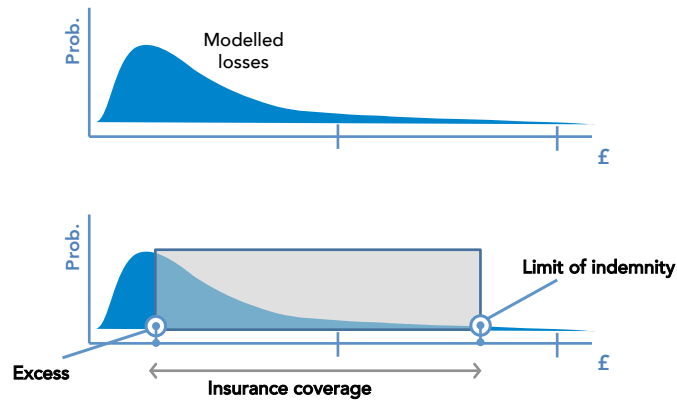 Prob.
Modelled
losses
£
Prob.
Limit of indemnity
£
Excess
Insurance coverage